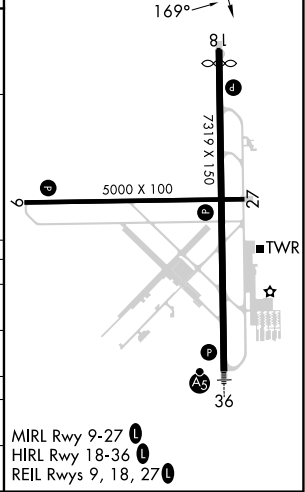 169°
18
P
7319 X 150
P
5000 X 100
9
27
P
TWR
P
A5
36
MIRL Rwy 9-27 L
HIRL Rwy 18-36 L
REIL Rwys 9, 18, 27 L